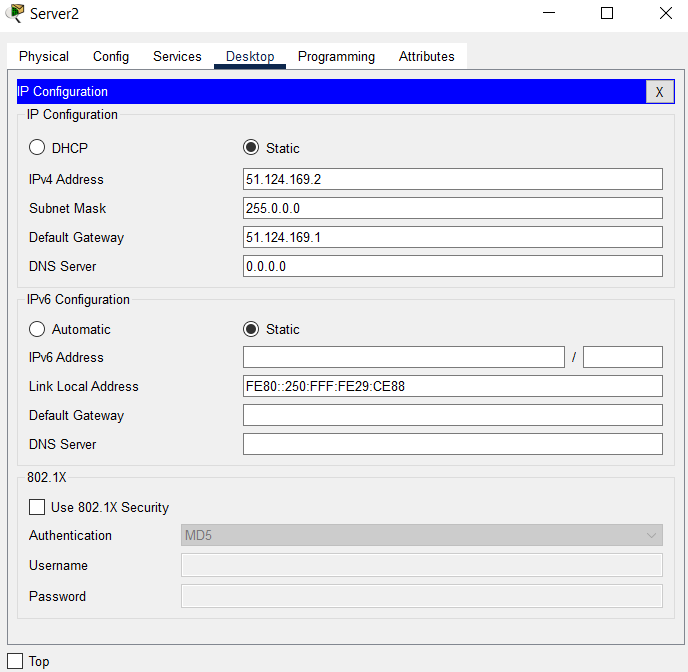 Server2
Physical Config Services Desktop Programming Attributes
IP Configuration X
IP Configuration
DHCP Static
IPv4 Address 51.124.169.2
Subnet Mask 255.0.0.0
Default Gateway 51.124.169.1
DNS Server 0.0.0.0
IPv6 Configuration
Automatic Static
IPv6 Address /
Link Local Address FE80::250:FFF:FE29:CE88
Default Gateway
DNS Server
802.1X
Use 802.1X Security
Authentication MD5
Username
Password
Top